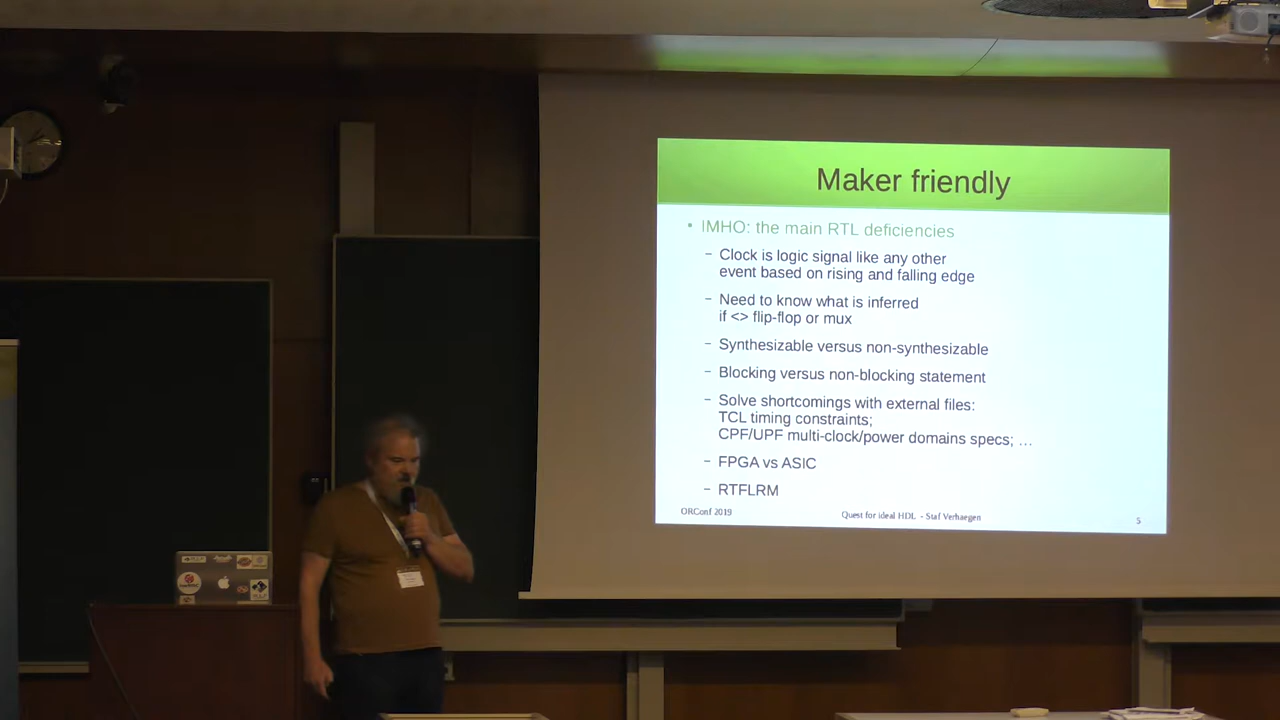 Maker friendly
• IMHO: the main RTL deficiencies
– Clock is logic signal like any other
event based on rising and falling edge
– Need to know what is inferred
if <> flip-flop or mux
– Synthesizable versus non-synthesizable
– Blocking versus non-blocking statement
– Solve shortcomings with external files:
TCL timing constraints;
CPF/UPF multi-clock/power domains specs; …
– FPGA vs ASIC
– RTFLRM
ORConf 2019
Quest for ideal HDL - Staf Verhaegen
5